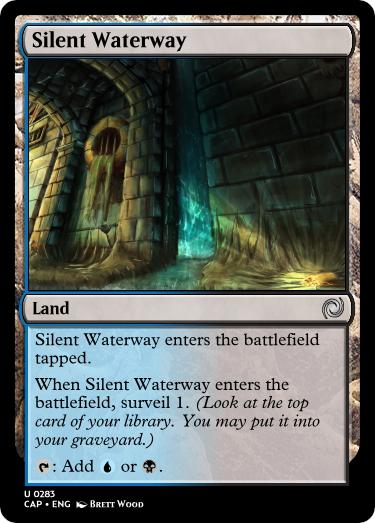 Silent Waterway
Land
Silent Waterway enters the battlefield
tapped.
When Silent Waterway enters the
battlefield, surveil 1. (Look at the top
card of your library. You may put it into
your graveyard.)
: Add or .
U 0283
CAP • ENG Brett Wood